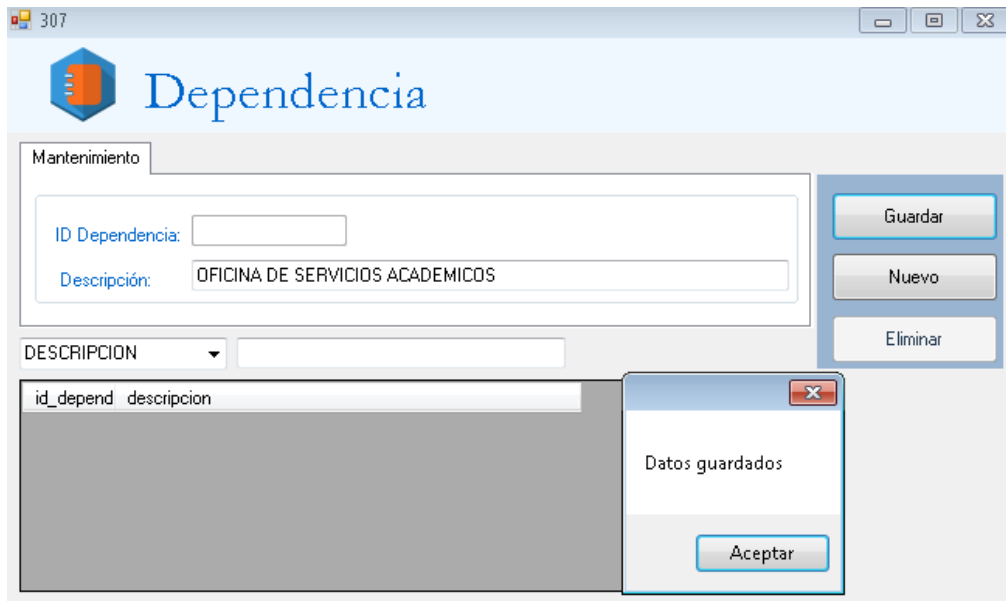 307
Dependencia
Mantenimiento
ID Dependencia:
Descripción: OFICINA DE SERVICIOS ACADEMICOS
Guardar
Nuevo
Eliminar
DESCRIPCION
id_depend descripcion
Datos guardados
Aceptar